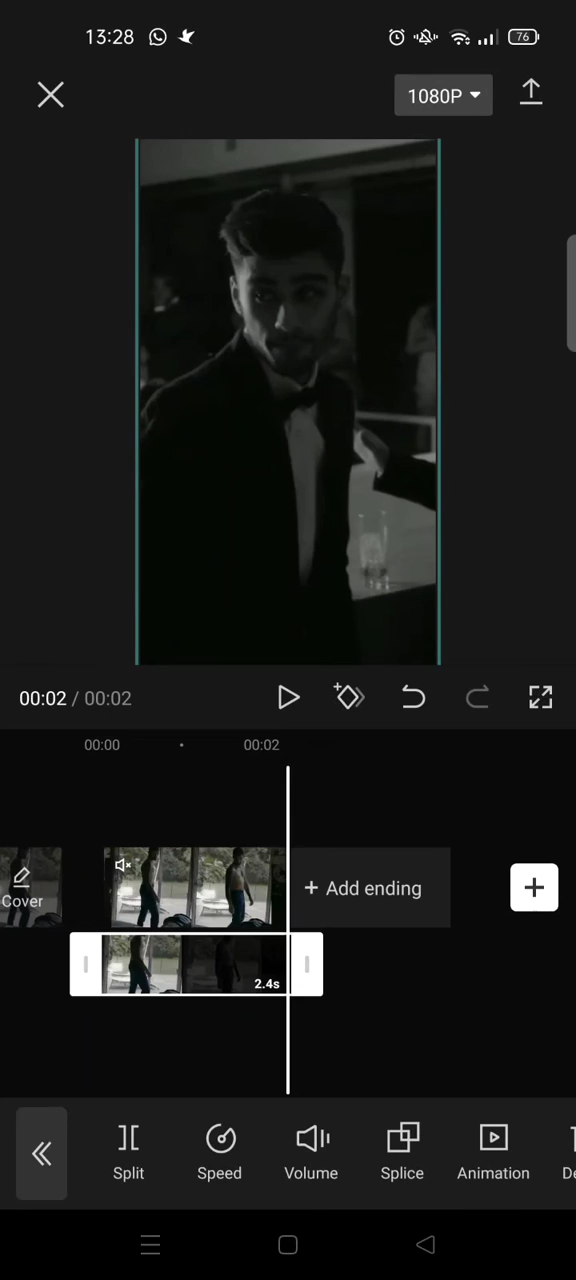 13:28
76
1080P
00:02 / 00:02
00:00
00:02
Cover
+ Add ending
2.4s
Split
Speed
Volume
Splice
Animation
De